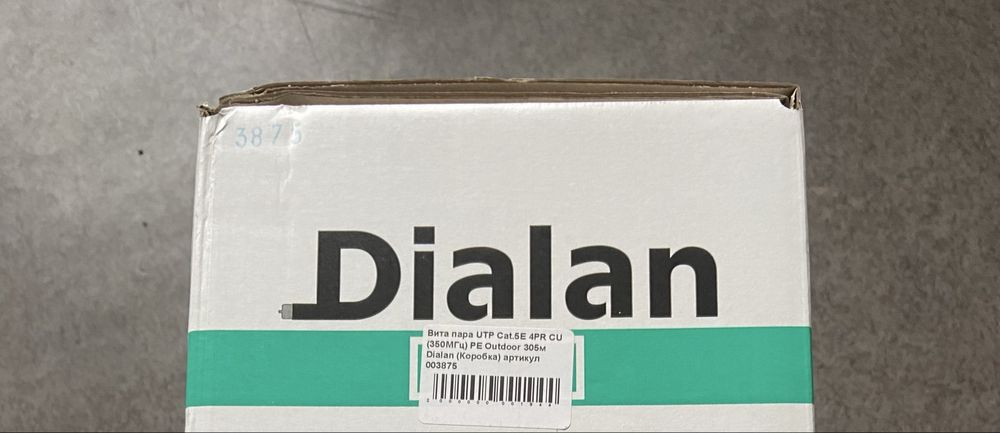 3875
Dialan
Вита пара UTP Cat.5E 4PR CU
(350МГц) PE Outdoor 305м
Dialan (Коробка) артикул
003875